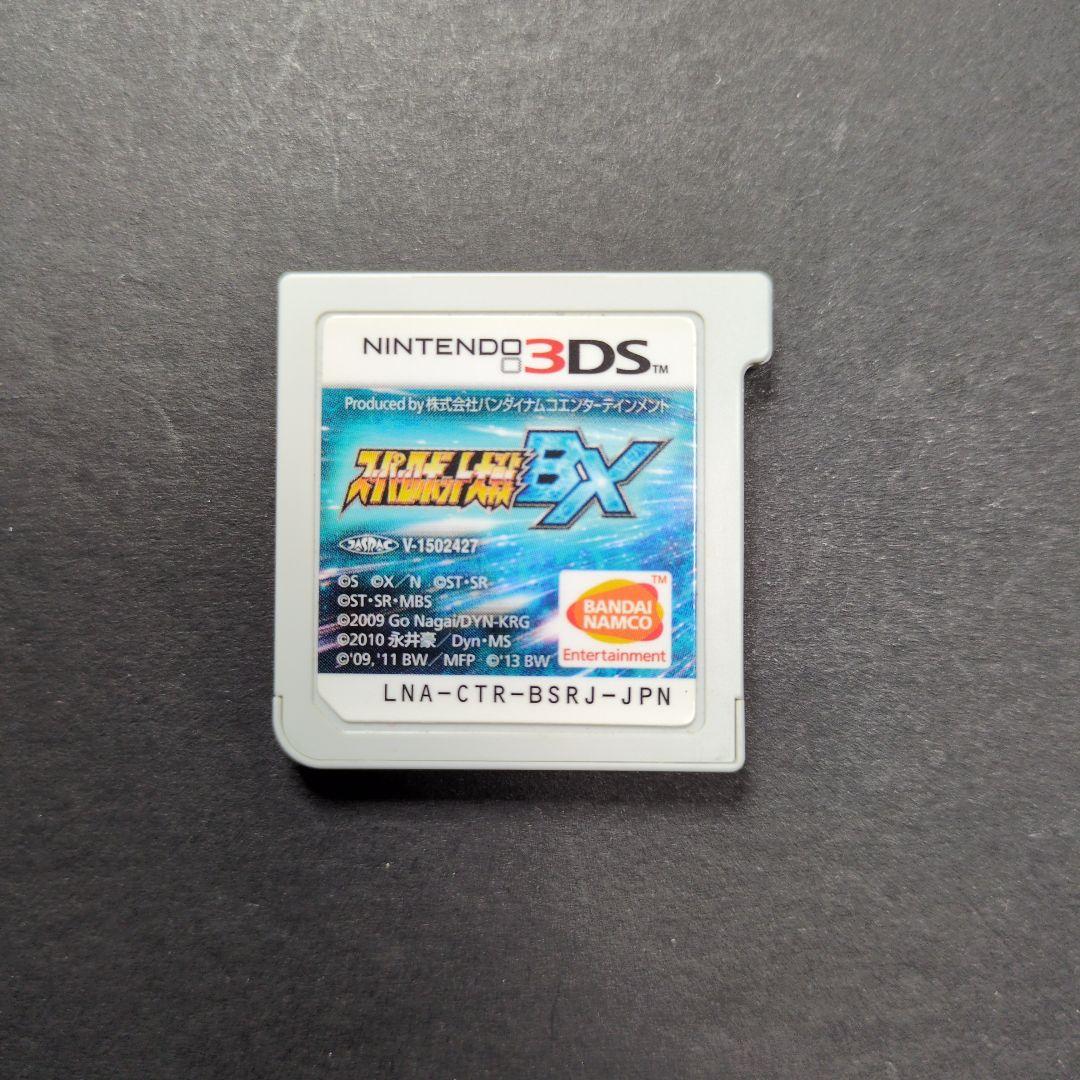 NINTENDO 3DS™
Produced by 株式会社バンダイナムコエンターテインメント
スーパーロボット大戦BX
JASRAC V-1502427
©S ©X／N ©ST・SR
©ST・SR・MBS
©2009 Go Nagai/DYN-KRG
©2010 永井豪／Dyn・MS
©'09,'11 BW／MFP ©'13 BW
BANDAI
NAMCO
Entertainment
TM
LNA-CTR-BSRJ-JPN